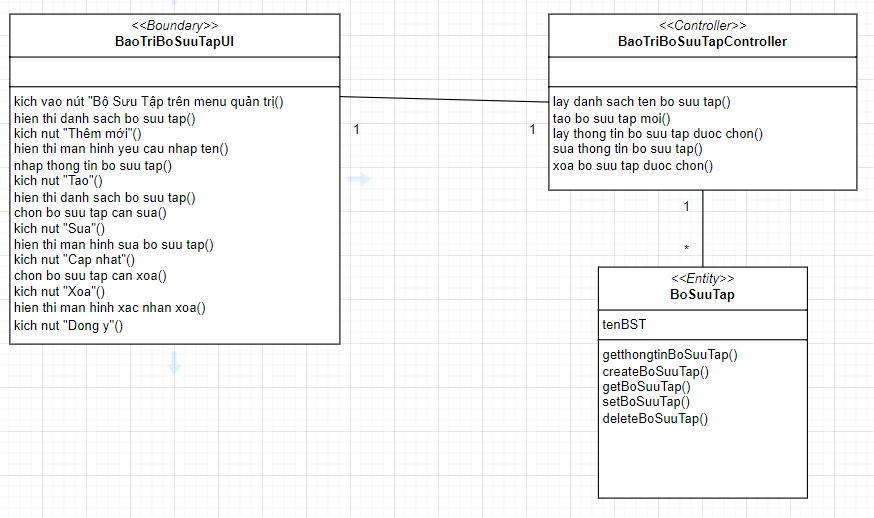 <<Boundary>>
BaoTriBoSuuTapUI
kich vao nút "Bộ Sưu Tập trên menu quản trị()
hien thi danh sach bo suu tap()
kich nut "Thêm mới"()
hien thi man hinh yeu cau nhap ten()
nhap thong tin bo suu tap()
kich nut "Tao"()
hien thi danh sach bo suu tap()
chon bo suu tap can sua()
kich nut "Sua"()
hien thi man hinh sua bo suu tap()
kich nut "Cap nhat"()
chon bo suu tap can xoa()
kich nut "Xoa"()
hien thi man hinh xac nhan xoa()
kich nut "Dong y"()
1
1
<<Controller>>
BaoTriBoSuuTapController
lay danh sach ten bo suu tap()
tao bo suu tap moi()
lay thong tin bo suu tap duoc chon()
sua thong tin bo suu tap()
xoa bo suu tap duoc chon()
1
*
<<Entity>>
BoSuuTap
tenBST
getthongtinBoSuuTap()
createBoSuuTap()
getBoSuuTap()
setBoSuuTap()
deleteBoSuuTap()